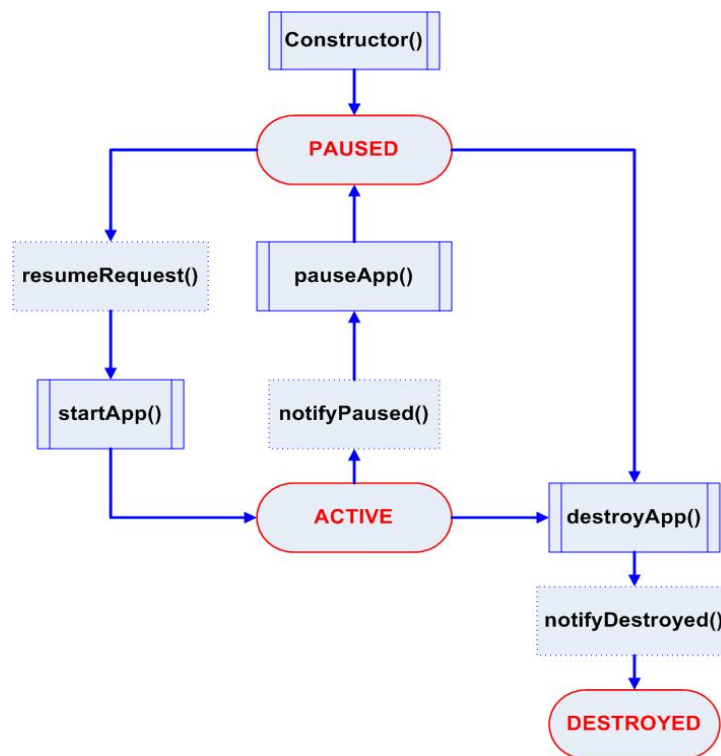 Constructor()
PAUSED
resumeRequest()
pauseApp()
startApp()
notifyPaused()
ACTIVE
destroyApp()
notifyDestroyed()
DESTROYED